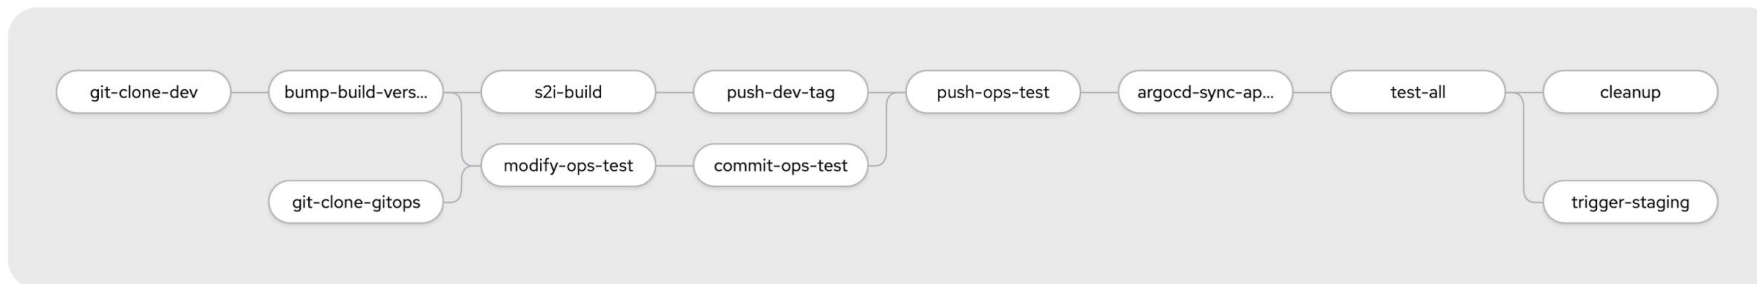 git-clone-dev
bump-build-vers...
s2i-build
push-dev-tag
push-ops-test
argocd-sync-ap...
test-all
cleanup
modify-ops-test
commit-ops-test
git-clone-gitops
trigger-staging